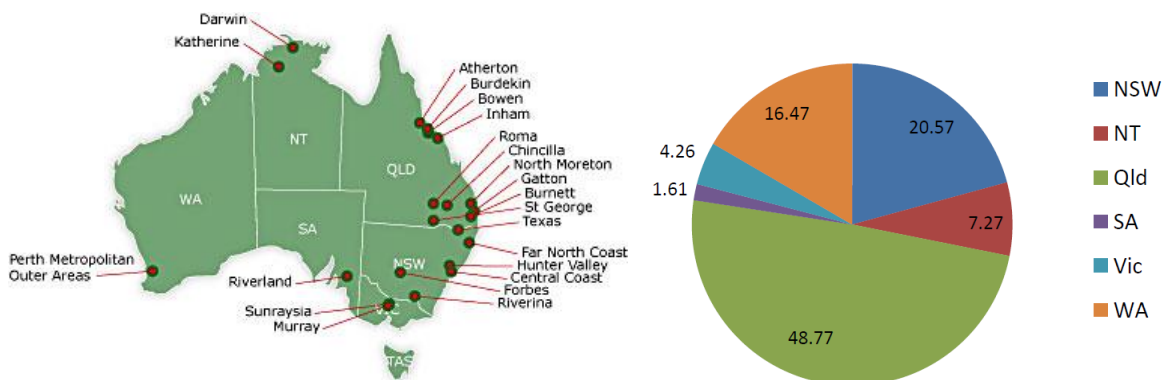 Darwin
Katherine
Atherton
Burdekin
Bowen
Inham
Roma
Chincilla
North Moreton
Gatton
Burnett
St George
Texas
Far North Coast
Hunter Valley
Central Coast
Forbes
Riverina
Perth Metropolitan
Outer Areas
Riverland
Sunraysia
Murray
NT
QLD
WA
SA
NSW
VIC
TAS
20.57
7.27
48.77
1.61
4.26
16.47
NSW
NT
Qld
SA
Vic
WA